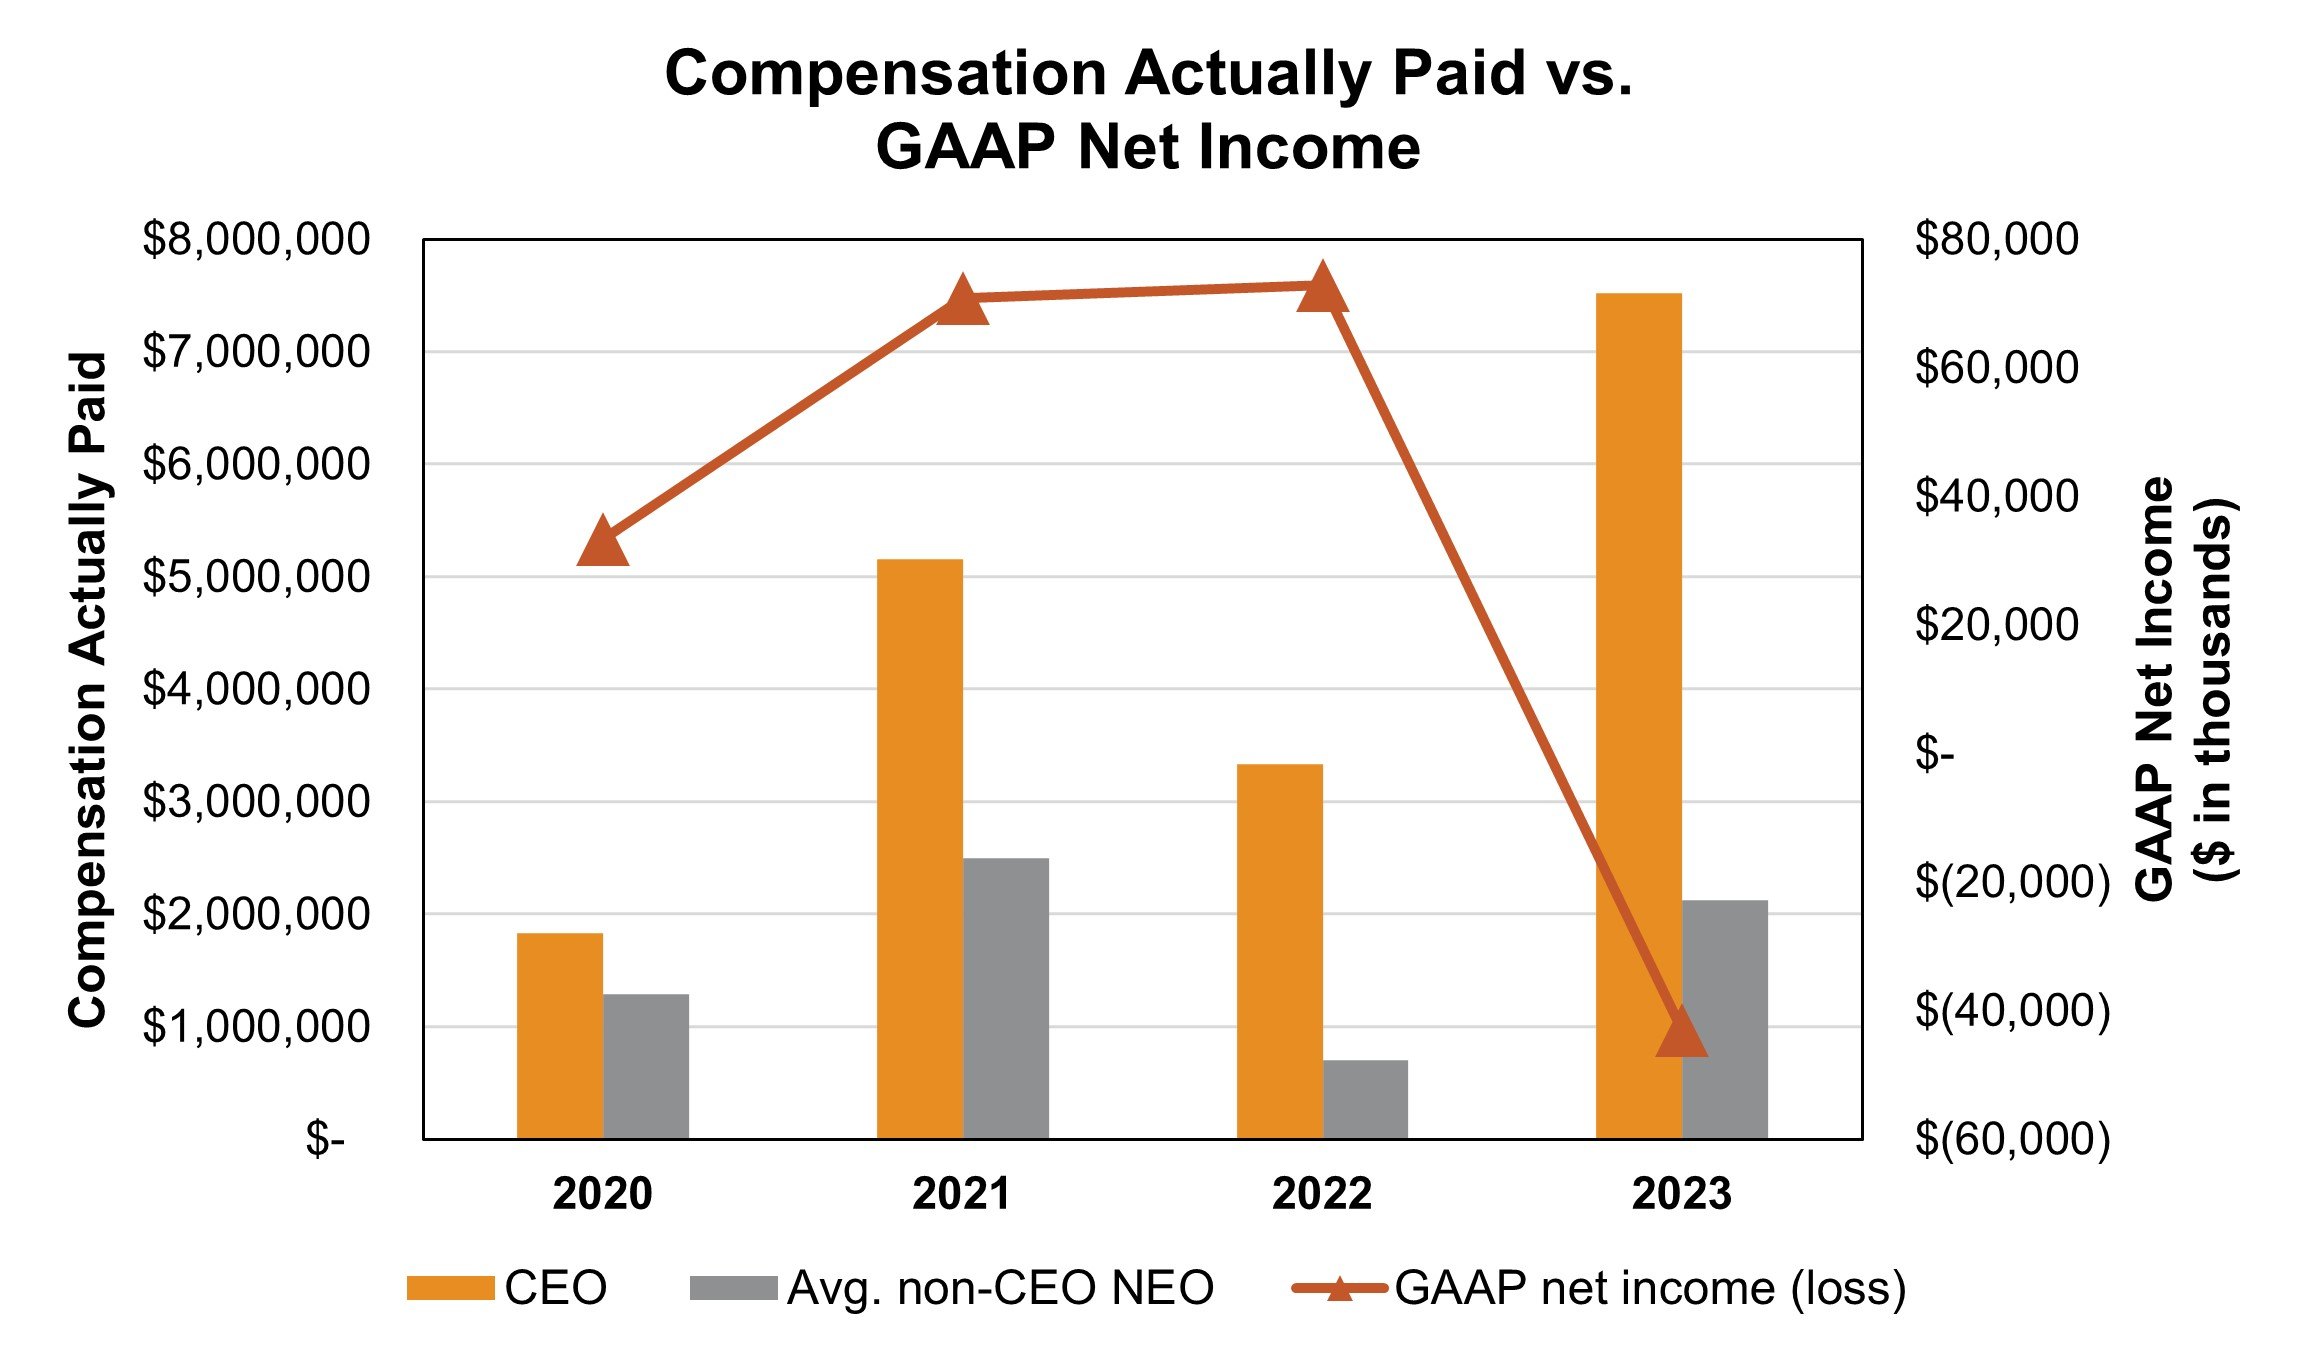 Compensation Actually Paid vs.
GAAP Net Income
Compensation Actually Paid
$8,000,000
$7,000,000
$6,000,000
$5,000,000
$4,000,000
$3,000,000
$2,000,000
$1,000,000
$-
$80,000
$60,000
$40,000
$20,000
$-
$(20,000)
$(40,000)
$(60,000)
GAAP Net Income
($ in thousands)
2020
2021
2022
2023
CEO
Avg. non-CEO NEO
GAAP net income (loss)